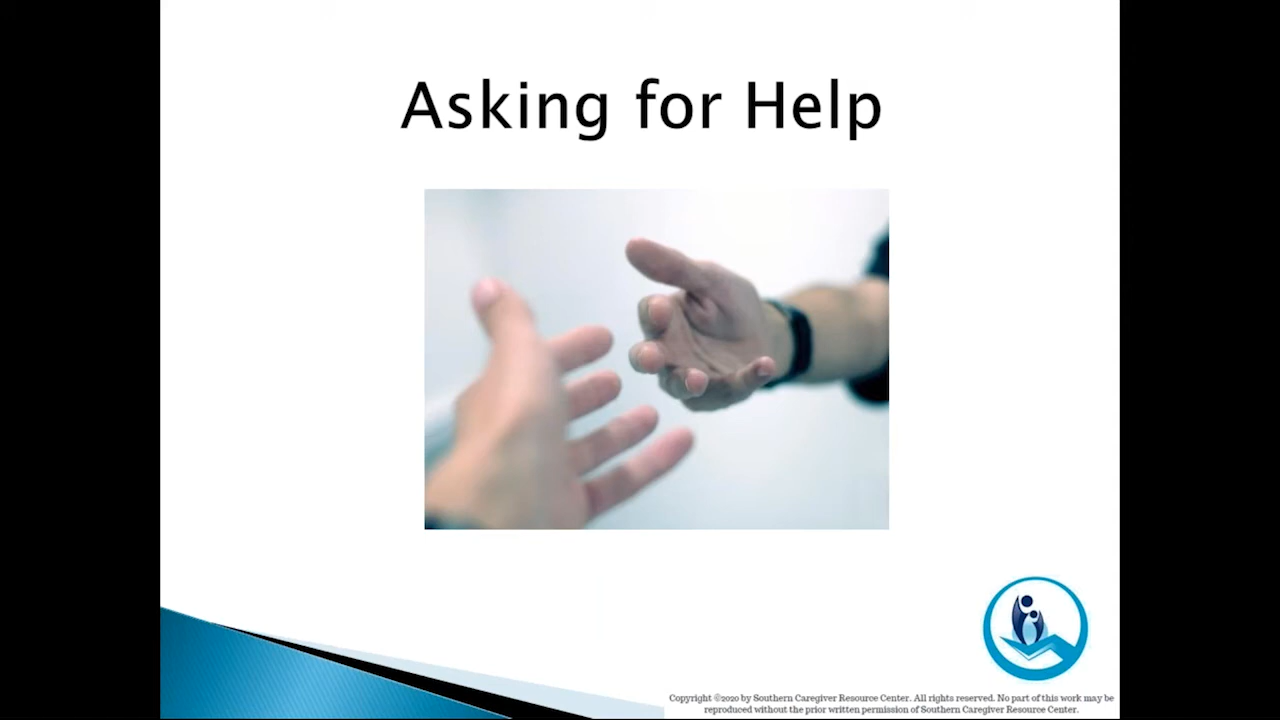 Asking for Help
Copyright ©2020 by Southern Caregiver Resource Center. All rights reserved. No part of this work may be
reproduced without the prior written permission of Southern Caregiver Resource Center.